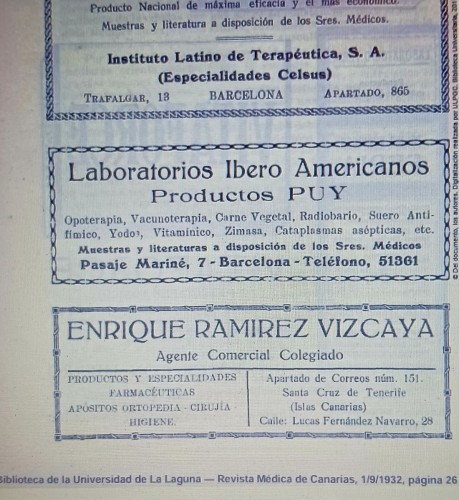 Producto Nacional de máxima eficacia y el más económico.
Muestras y literatura a disposición de los Sres. Médicos.
Instituto Latino de Terapéutica, S. A.
(Especialidades Celsus)
TRAFALGAR, 13 BARCELONA APARTADO, 865
Laboratorios Ibero Americanos
Productos PUY
Opoterapia, Vacunoterapia, Carne Vegetal, Radiobario, Suero Anti-
fímico, Yodos, Vitamínico, Zimasa, Cataplasmas asépticas, etc.
Muestras y literaturas a disposición de los Sres. Médicos
Pasaje Mariné, 7 - Barcelona - Teléfono, 51361
ENRIQUE RAMIREZ VIZCAYA
Agente Comercial Colegiado
PRODUCTOS Y ESPECIALIDADES
FARMACÉUTICAS
APÓSITOS ORTOPEDIA - CIRUJÍA -
HIGIENE.
Apartado de Correos núm. 151.
Santa Cruz de Tenerife
(Islas Canarias)
Calle: Lucas Fernández Navarro, 28
Biblioteca de la Universidad de La Laguna — Revista Médica de Canarias, 1/9/1932, página 26
© Del documento, los autores. Digitalización realizada por ULPGC. Biblioteca Universitaria, 201